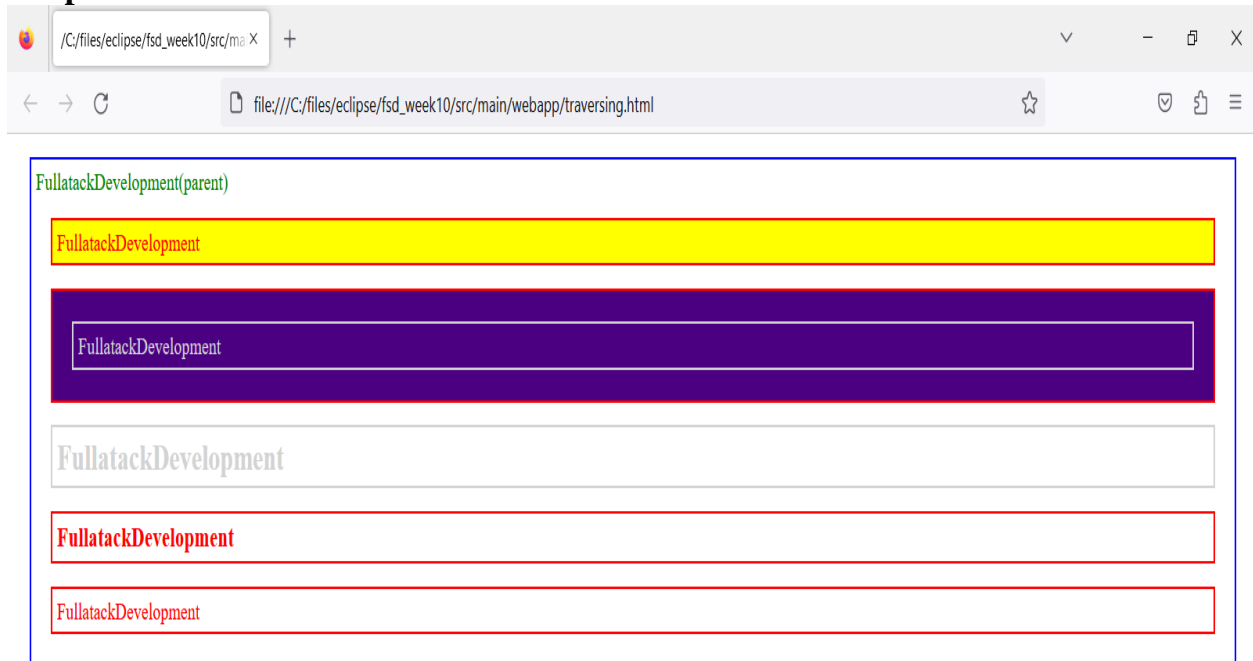 /C:/files/eclipse/fsd_week10/src/ma
file:///C:/files/eclipse/fsd_week10/src/main/webapp/traversing.html
FullatackDevelopment(parent)
FullatackDevelopment
FullatackDevelopment
FullatackDevelopment
FullatackDevelopment
FullatackDevelopment